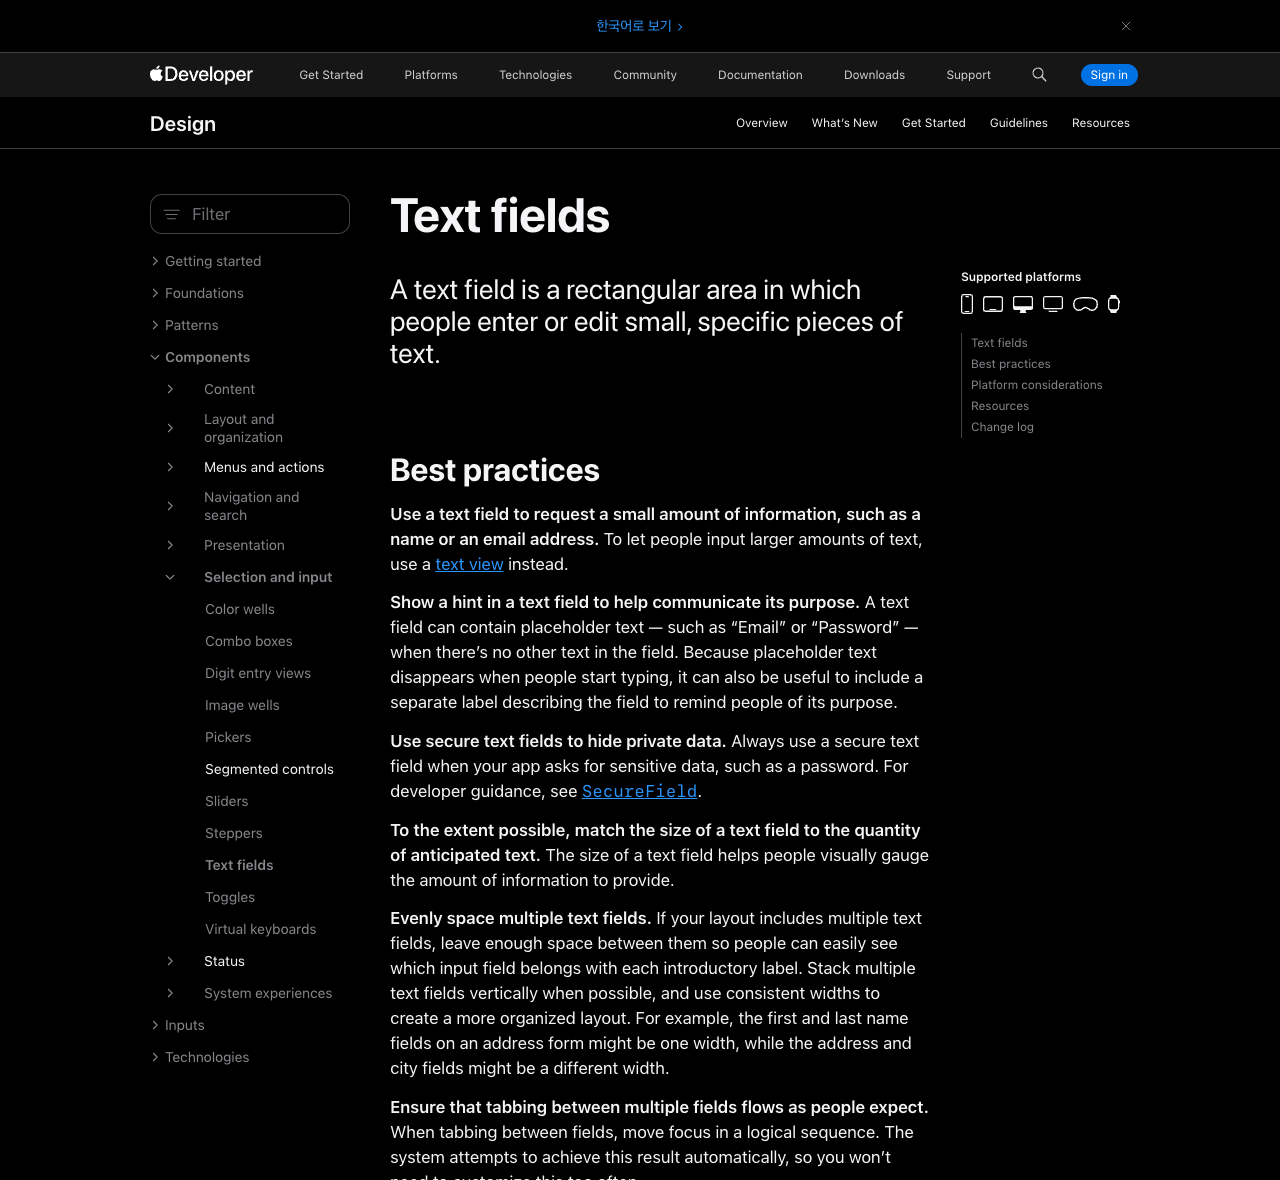 한국어로 보기
Developer
Get Started
Platforms
Technologies
Community
Documentation
Downloads
Support
Sign in
Design
Overview
What's New
Get Started
Guidelines
Resources
Filter
Getting started
Foundations
Patterns
Components
Content
Layout and
organization
Menus and actions
Navigation and
search
Presentation
Selection and input
Color wells
Combo boxes
Digit entry views
Image wells
Pickers
Segmented controls
Sliders
Steppers
Text fields
Toggles
Virtual keyboards
Status
System experiences
Inputs
Technologies
Text fields
A text field is a rectangular area in which
people enter or edit small, specific pieces of
text.
Best practices
Use a text field to request a small amount of information, such as a
name or an email address. To let people input larger amounts of text,
use a text view instead.
Show a hint in a text field to help communicate its purpose. A text
field can contain placeholder text — such as “Email” or “Password” —
when there’s no other text in the field. Because placeholder text
disappears when people start typing, it can also be useful to include a
separate label describing the field to remind people of its purpose.
Use secure text fields to hide private data. Always use a secure text
field when your app asks for sensitive data, such as a password. For
developer guidance, see SecureField.
To the extent possible, match the size of a text field to the quantity
of anticipated text. The size of a text field helps people visually gauge
the amount of information to provide.
Evenly space multiple text fields. If your layout includes multiple text
fields, leave enough space between them so people can easily see
which input field belongs with each introductory label. Stack multiple
text fields vertically when possible, and use consistent widths to
create a more organized layout. For example, the first and last name
fields on an address form might be one width, while the address and
city fields might be a different width.
Ensure that tabbing between multiple fields flows as people expect.
When tabbing between fields, move focus in a logical sequence. The
system attempts to achieve this result automatically, so you won’t
need to customize this too often.
Supported platforms
Text fields
Best practices
Platform considerations
Resources
Change log